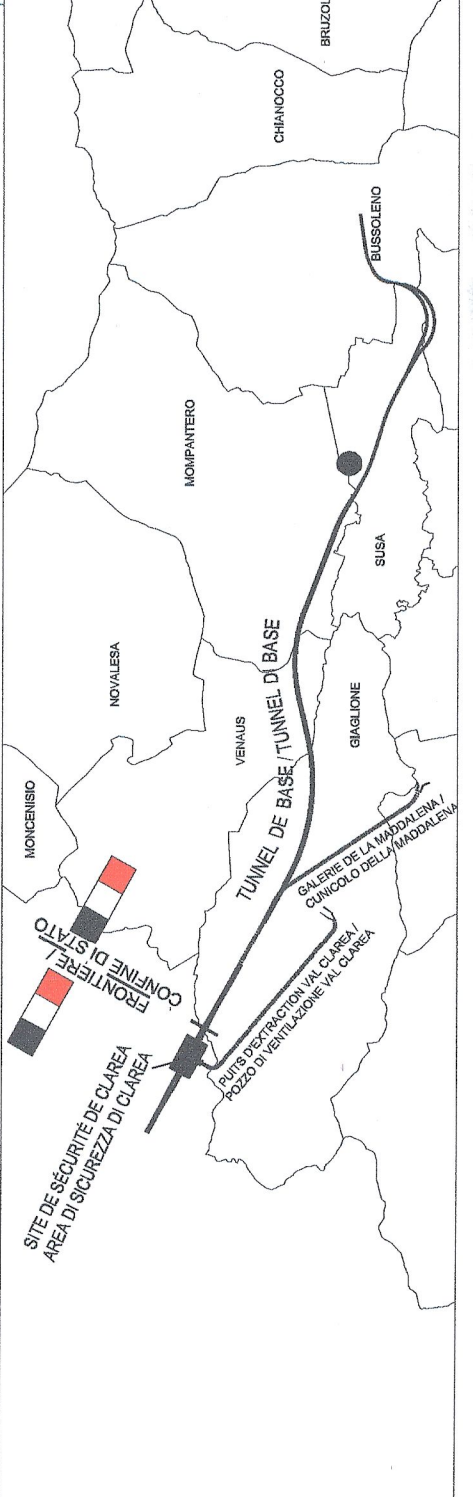 SITE DE SÉCURITÉ DE CLAREA
AREA DI SICUREZZA DI CLAREA
FRONTIERE /
CONFINE DI STATO
PUITS D'EXTRACTION VAL CLAREA /
POZZO DI VENTILAZIONE VAL CLAREA
MONCENISIO
TUNNEL DE BASE / TUNNEL DI BASE
GALERIE DE LA MADDALENA /
CUNICOLO DELLA MADDALENA
NOVALESA
VENAUS
GIAGLIONE
MOMPANTERO
SUSA
BUSSOLENO
CHIANOCCO
BRUZOL